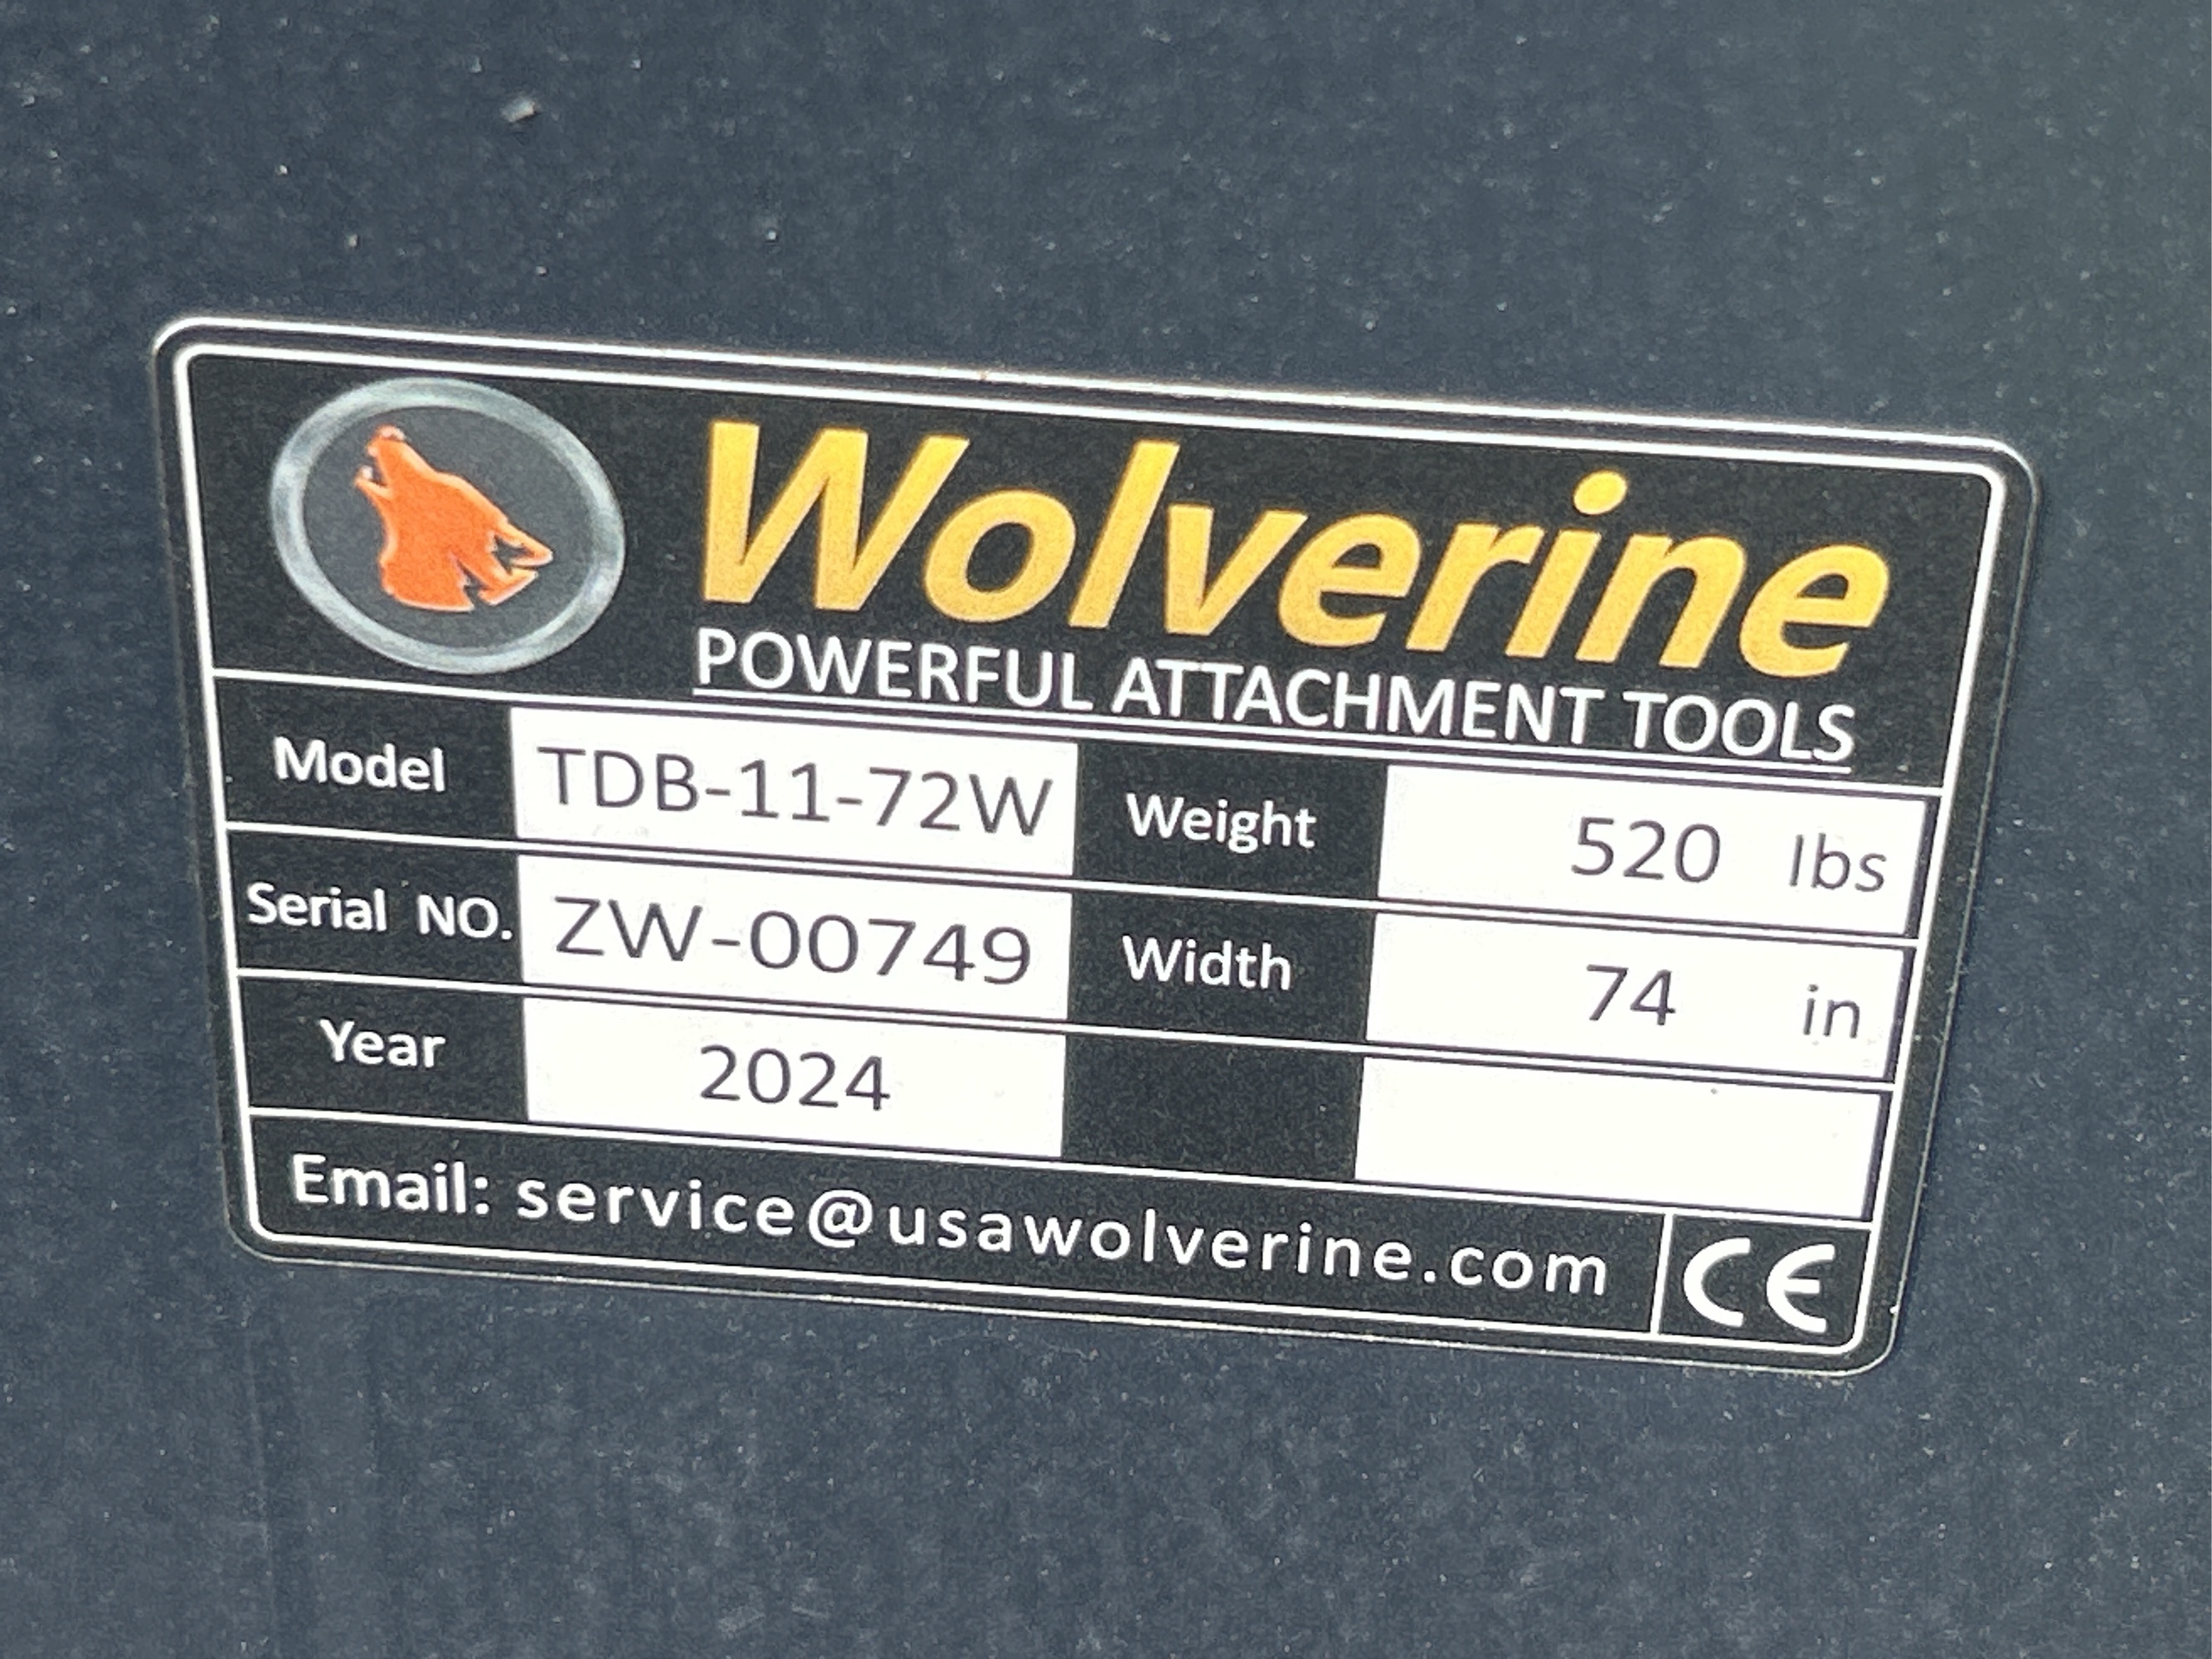 Wolverine
POWERFUL ATTACHMENT TOOLS
Model TDB-11-72W Weight 520 lbs
Serial NO. ZW-00749 Width 74 in
Year 2024
Email: service@usawolverine.com CE